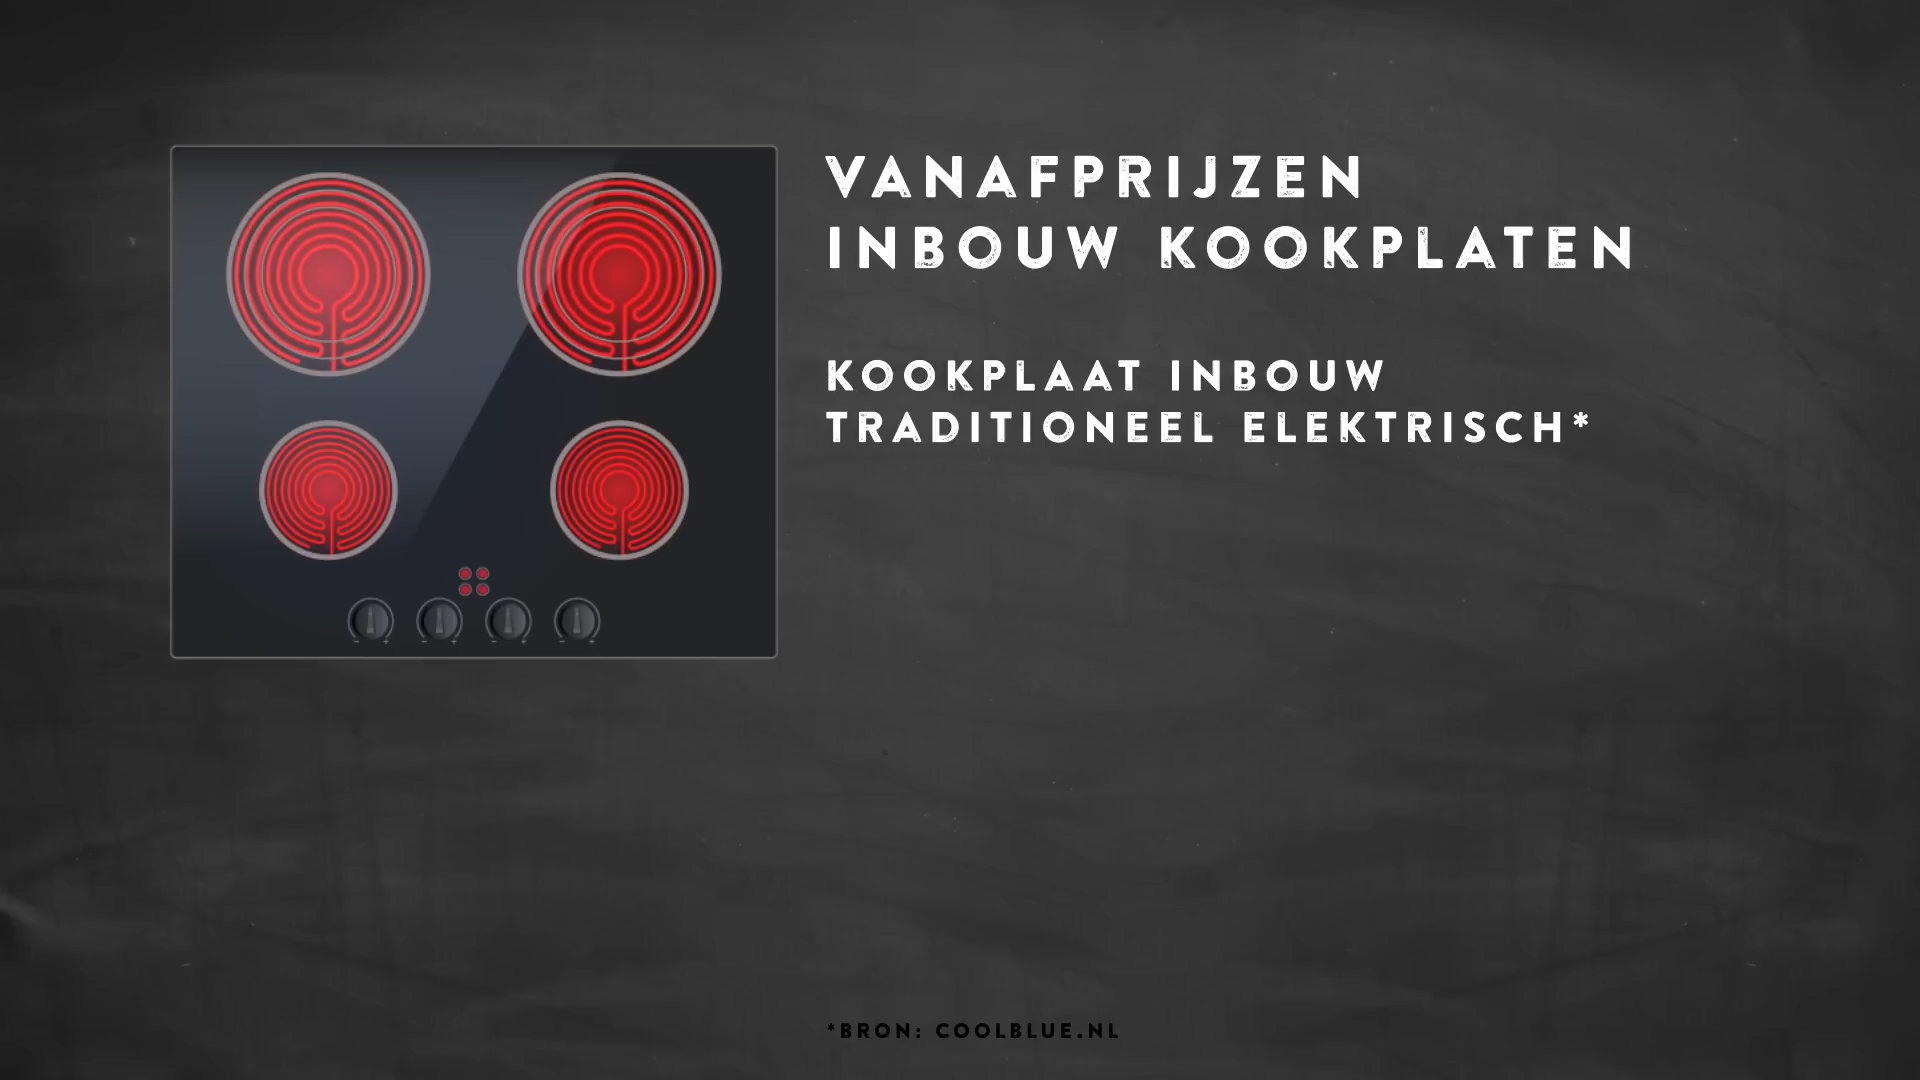 VANAFPRIJZEN
INBOUW KOOKPLATEN
KOOKPLAAT INBOUW
TRADITIONEEL ELEKTRISCH*
*BRON: COOLBLUE.NL